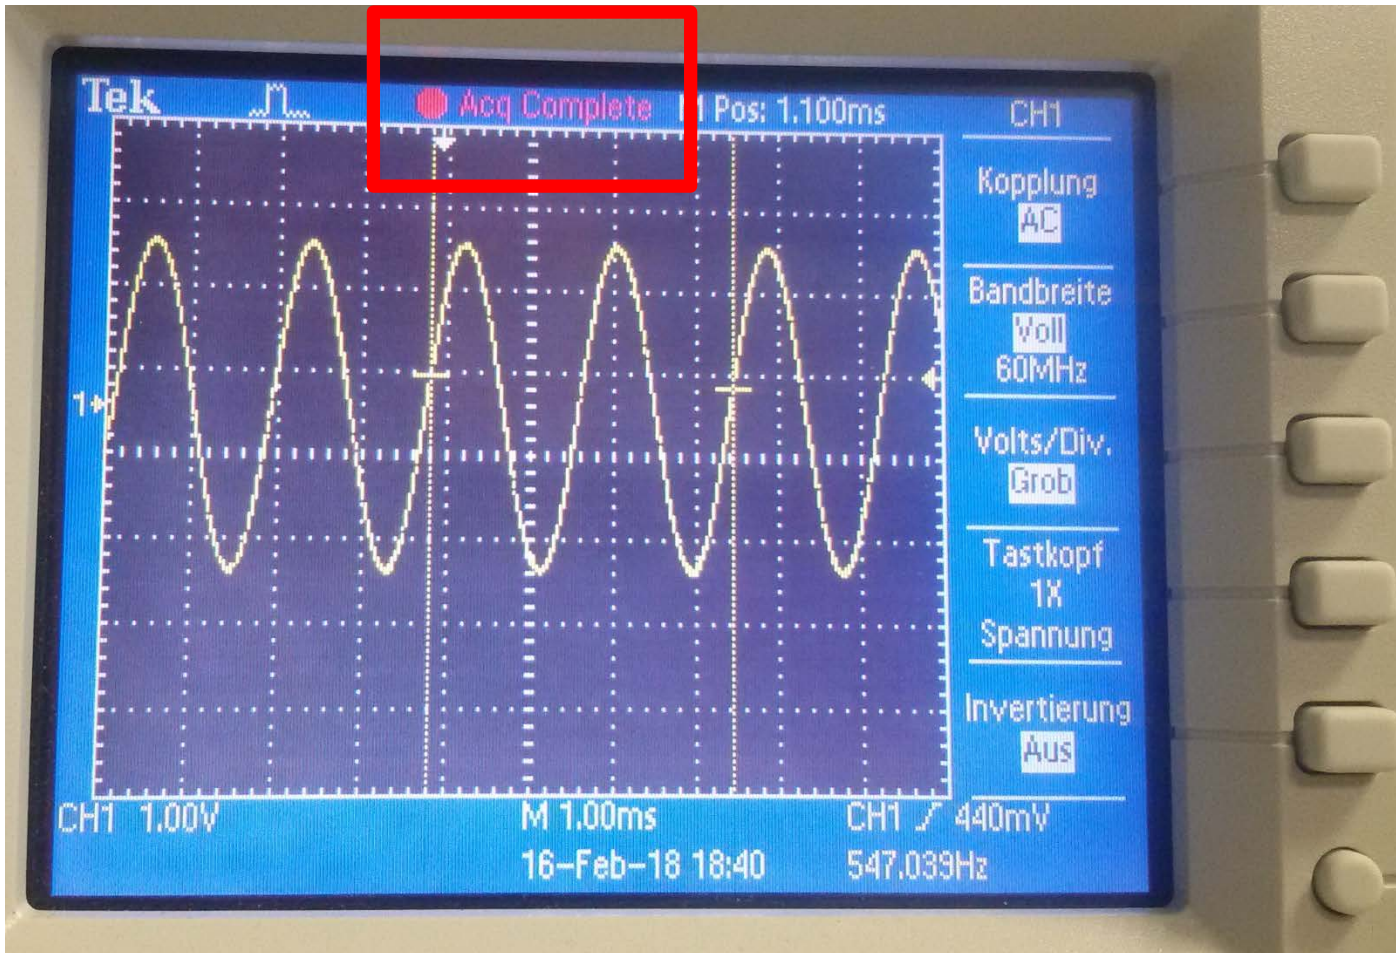 Tek Acq Complete M Pos: 1.100ms CH1
Kopplung
AC
Bandbreite
Voll
60MHz
1
Volts/Div.
Grob
Tastkopf
1X
Spannung
Invertierung
Aus
CH1 1.00V M 1.00ms CH1 440mV
16-Feb-18 18:40 547.039Hz